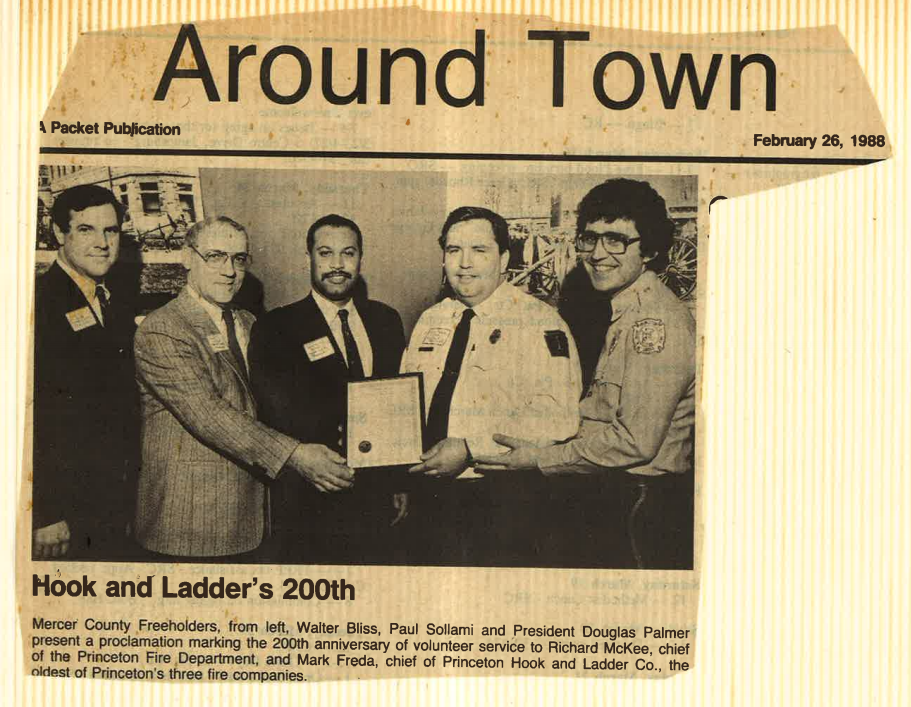 Around Town
A Packet Publication
February 26, 1988
Hook and Ladder's 200th
Mercer County Freeholders, from left, Walter Bliss, Paul Sollami and President Douglas Palmer
present a proclamation marking the 200th anniversary of volunteer service to Richard McKee, chief
of the Princeton Fire Department, and Mark Freda, chief of Princeton Hook and Ladder Co., the
oldest of Princeton's three fire companies.